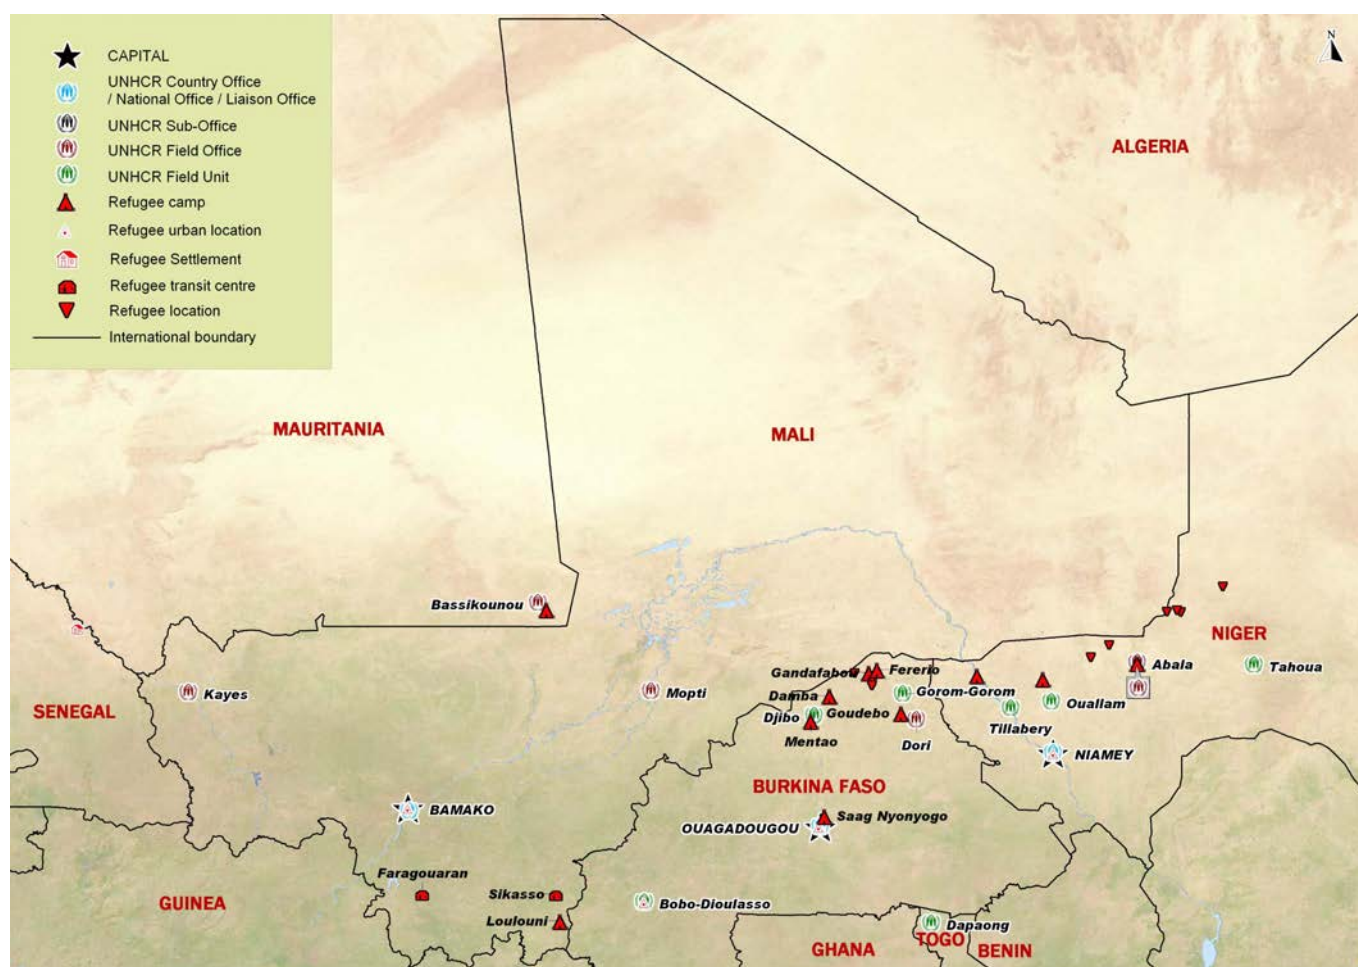 N
CAPITAL
UNHCR Country Office
/ National Office / Liaison Office
UNHCR Sub-Office
UNHCR Field Office
UNHCR Field Unit
Refugee camp
Refugee urban location
Refugee Settlement
Refugee transit centre
Refugee location
International boundary
ALGERIA
MAURITANIA
MALI
Bassikounou
NIGER
Abala
Tahoua
Kayes
Mopti
Gandafabou
Fererio
Gorom-Gorom
Ouallam
SENEGAL
Damba
Djibo
Goudebo
Tillabery
Mentao
Dori
NIAMEY
BURKINA FASO
BAMAKO
OUAGADOUGOU
Saag Nyonyogo
Faragouaran
Sikasso
GUINEA
Bobo-Dioulasso
Loulouni
Dapaong
GHANA
TOGO
BENIN